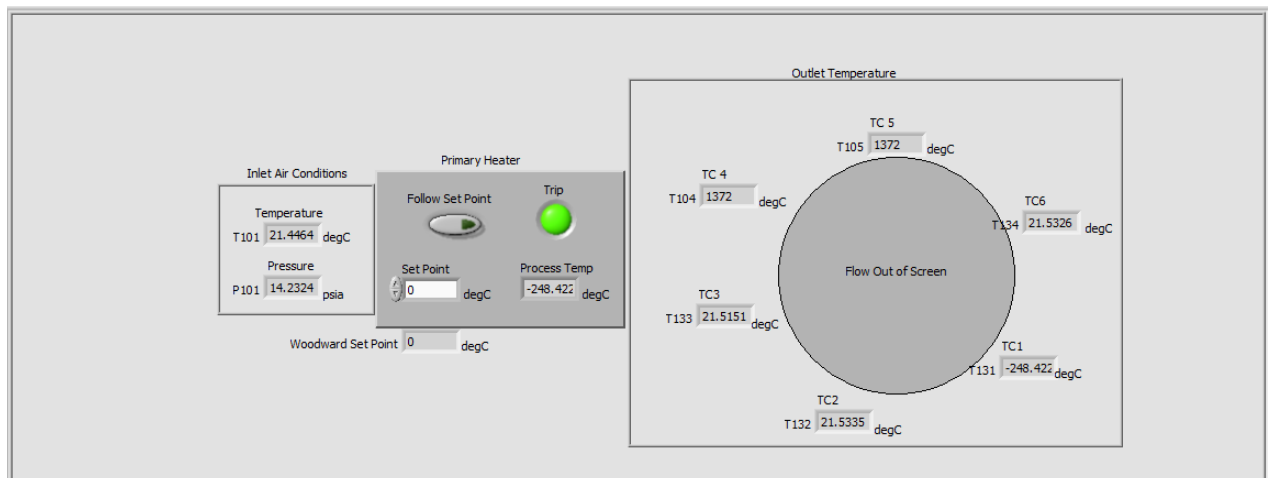 Inlet Air Conditions
Temperature
T101 21.4464 degC
Pressure
P101 14.2324 psia
Primary Heater
Follow Set Point
Trip
Set Point
0 degC
Process Temp
-248.422 degC
Woodward Set Point 0 degC
Outlet Temperature
TC 5
T105 1372 degC
TC 4
T104 1372 degC
TC6
T134 21.5326 degC
Flow Out of Screen
TC3
T133 21.5151 degC
TC1
T131 -248.422 degC
TC2
T132 21.5335 degC